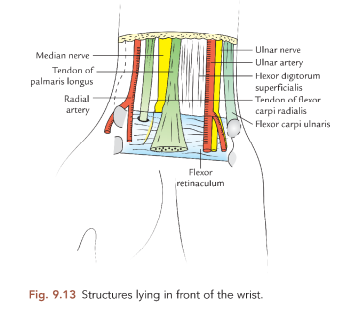 Median nerve
Tendon of
palmaris longus
Radial
artery
Ulnar nerve
Ulnar artery
Hexor digitorum
superficialis
Tendon of flexor
carpi radialis
Flexor carpi ulnaris
Flexor
retinaculum
Fig. 9.13 Structures lying in front of the wrist.